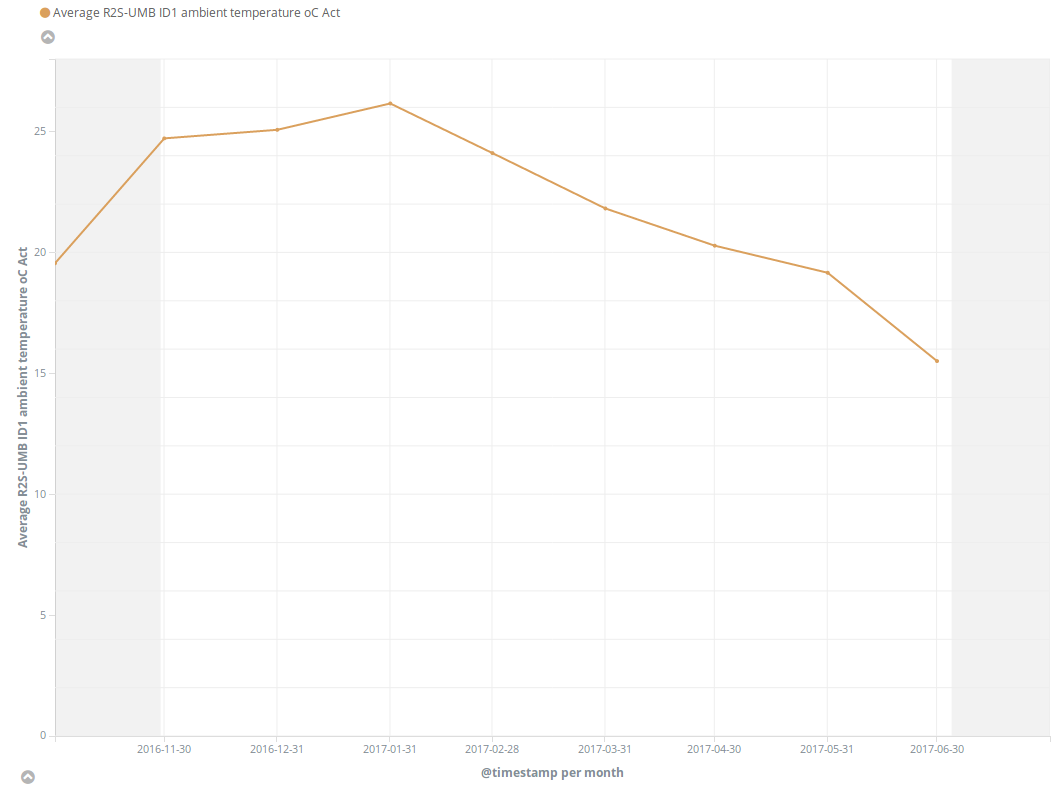 Average R2S-UMB ID1 ambient temperature oC Act
Average R2S-UMB ID1 ambient temperature oC Act
25
20
15
10
5
0
2016-11-30 2016-12-31 2017-01-31 2017-02-28 2017-03-31 2017-04-30 2017-05-31 2017-06-30
@timestamp per month